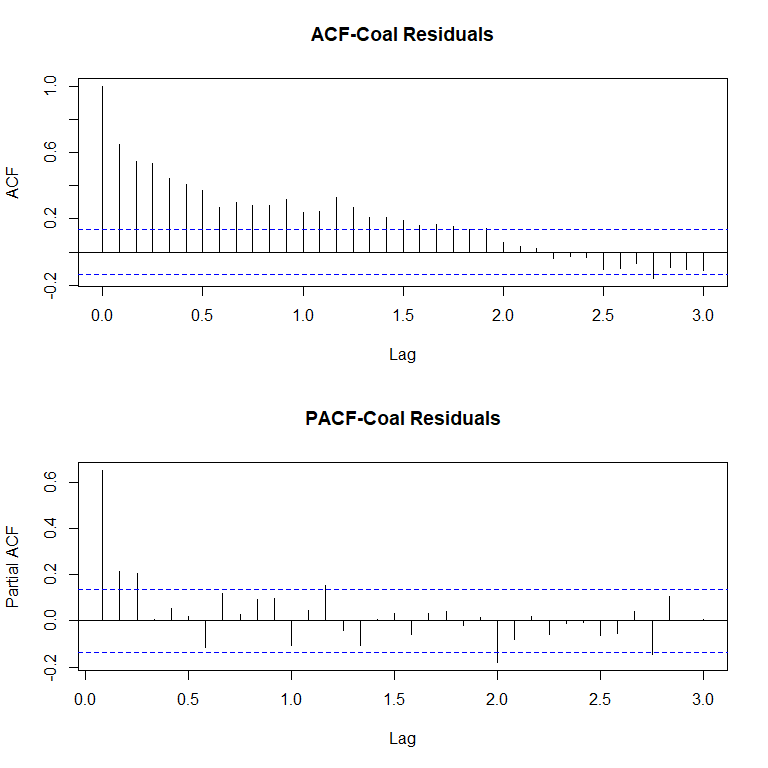 ACF-Coal Residuals
1.0
0.6
0.2
-0.2
ACF
0.0 0.5 1.0 1.5 2.0 2.5 3.0
Lag
PACF-Coal Residuals
0.6
0.4
0.2
0.0
-0.2
Partial ACF
0.0 0.5 1.0 1.5 2.0 2.5 3.0
Lag